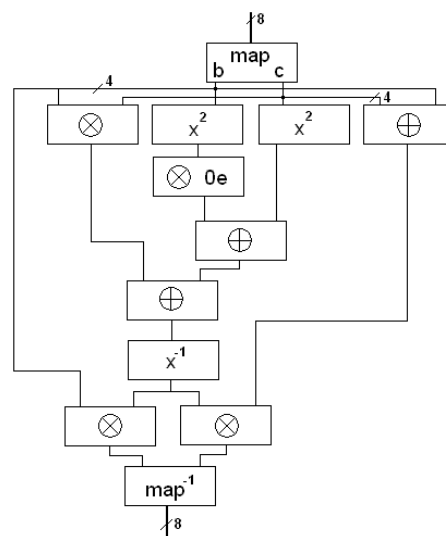 8
map
b c
4
4
⊗ x² x² ⊕
⊗ 0e
⊕
⊕
x⁻¹
⊗ ⊗
map⁻¹
8